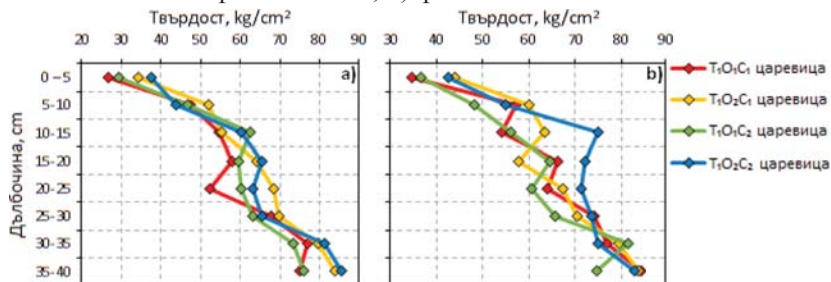 Твърдост, kg/cm² Твърдост, kg/cm²
20 30 40 50 60 70 80 90 30 40 50 60 70 80 90
a) b)
Дълбочина, cm
0 – 5
5-10
10-15
15-20
20-25
25-30
30-35
35-40
T₁O₁C₁ царевица
T₁O₂C₁ царевица
T₁O₁C₂ царевица
T₁O₂C₂ царевица